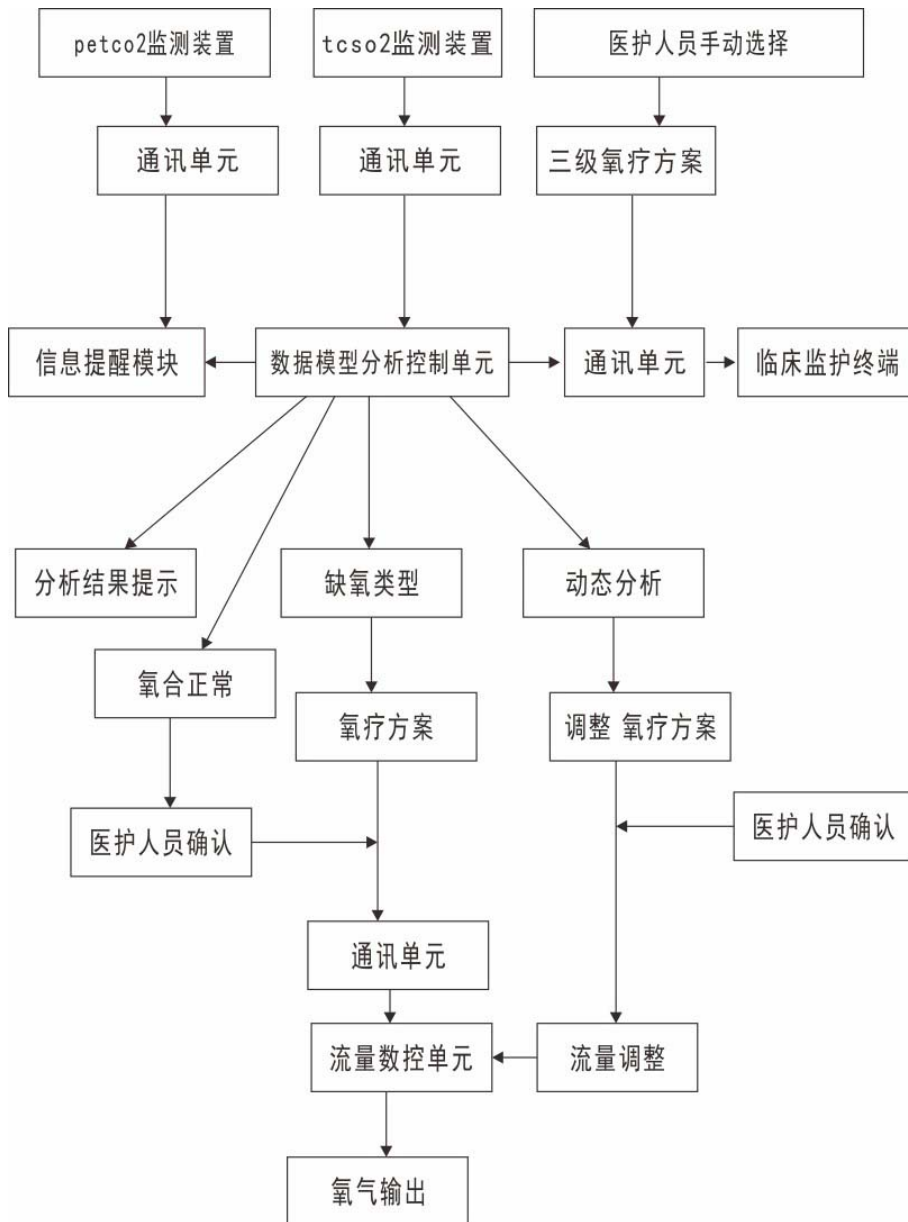 petco2监测装置
tcso2监测装置
医护人员手动选择
通讯单元
通讯单元
三级氧疗方案
信息提醒模块
数据模型分析控制单元
通讯单元
临床监护终端
分析结果提示
缺氧类型
动态分析
氧合正常
氧疗方案
调整 氧疗方案
医护人员确认
医护人员确认
通讯单元
流量数控单元
流量调整
氧气输出